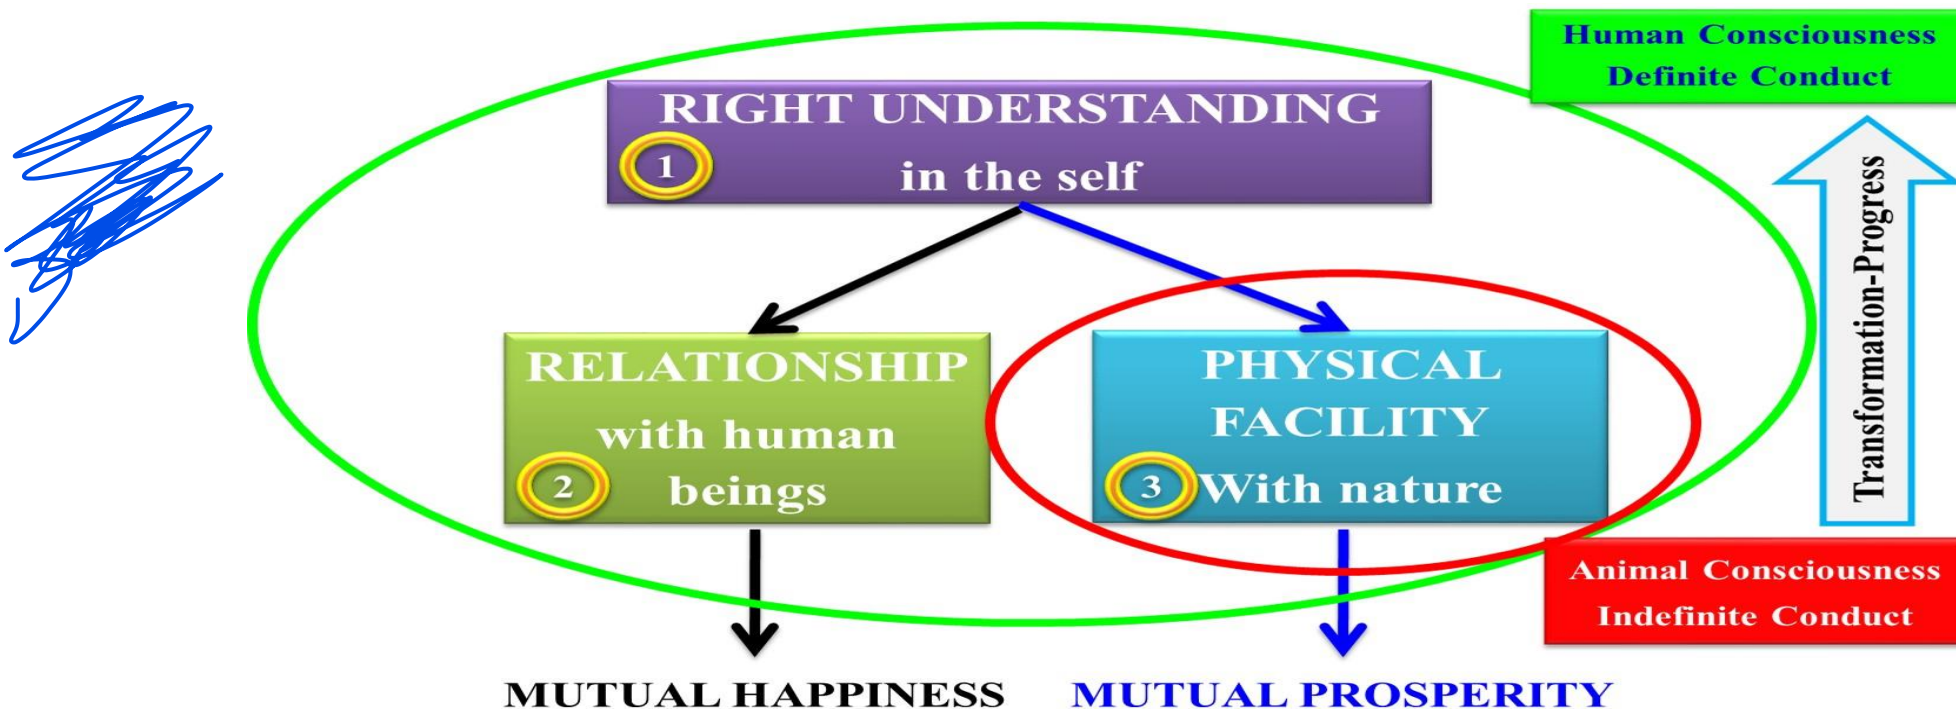 Human Consciousness
Definite Conduct
RIGHT UNDERSTANDING
1
in the self
Transformation-Progress
RELATIONSHIP
with human
2
beings
PHYSICAL
FACILITY
3
With nature
Animal Consciousness
Indefinite Conduct
MUTUAL HAPPINESS
MUTUAL PROSPERITY